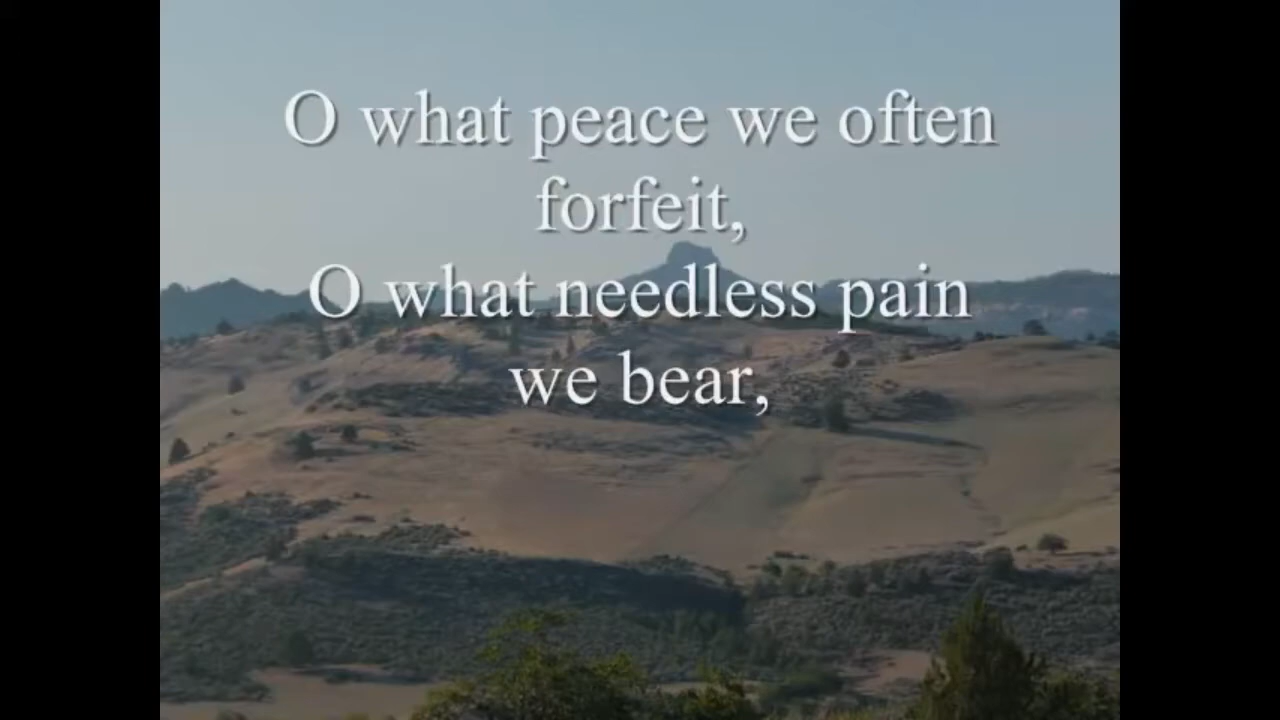 O what peace we often
forfeit,
O what needless pain
we bear,